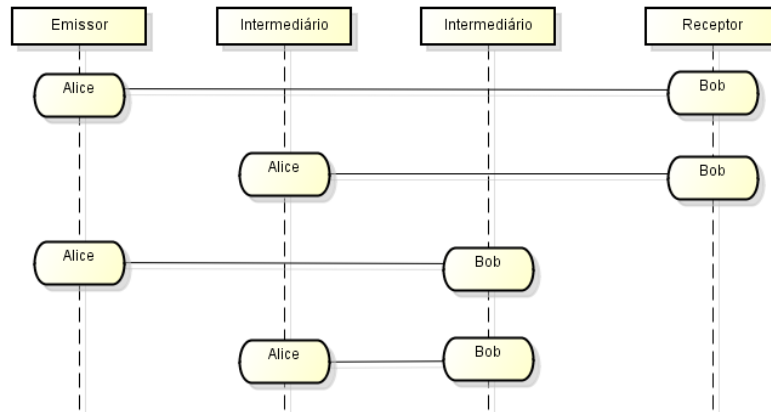 Emissor
Intermediário
Intermediário
Receptor
Alice
Bob
Alice
Bob
Alice
Bob
Alice
Bob